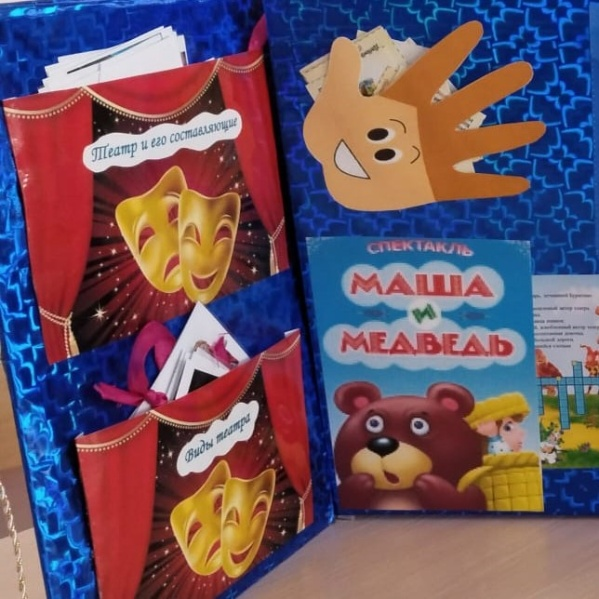 Театр и его составляющие
Виды театра
СПЕКТАКЛЬ
МАША
И
МЕДВЕДЬ